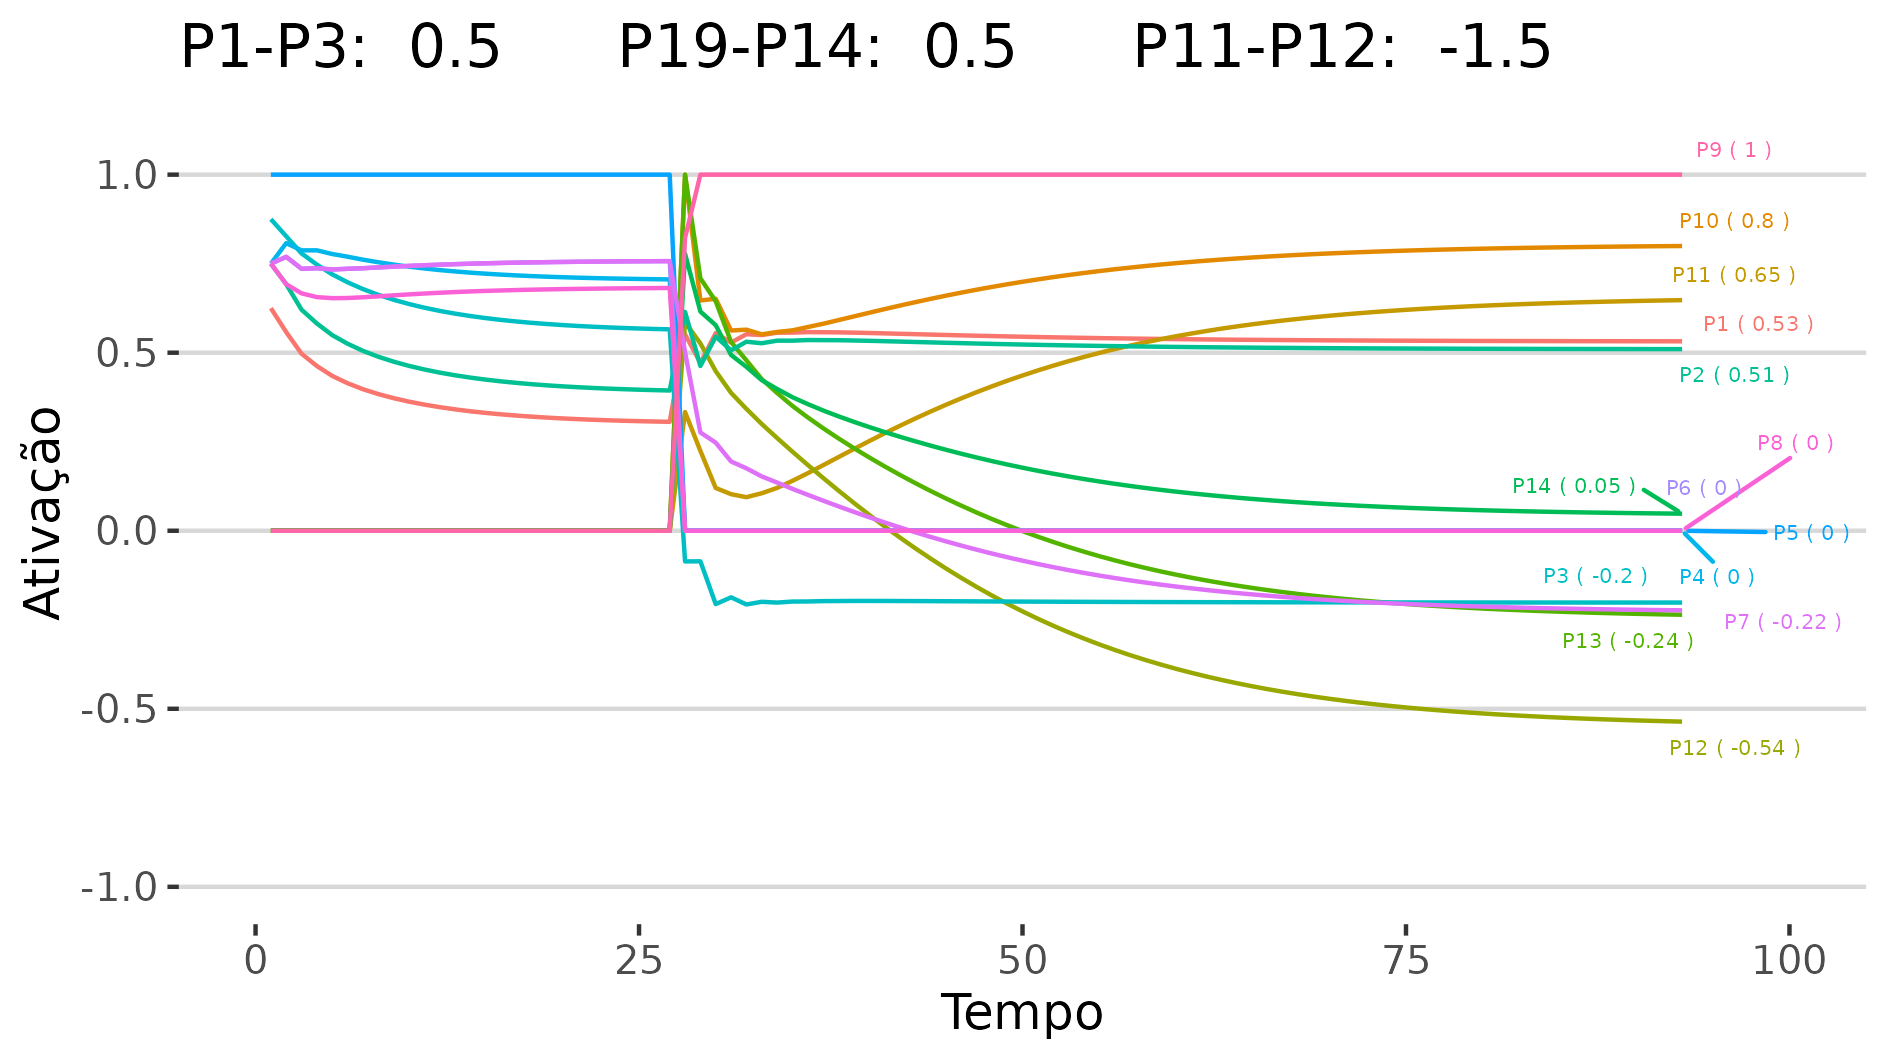 P1-P3:  0.5   P19-P14:  0.5   P11-P12:  -1.5
Ativação
1.0
0.5
0.0
-0.5
-1.0
P9 ( 1 )
P10 ( 0.8 )
P11 ( 0.65 )
P1 ( 0.53 )
P2 ( 0.51 )
P8 ( 0 )
P14 ( 0.05 ) P6 ( 0 )
P5 ( 0 )
P3 ( -0.2 ) P4 ( 0 )
P7 ( -0.22 )
P13 ( -0.24 )
P12 ( -0.54 )
0 25 50 75 100
Tempo